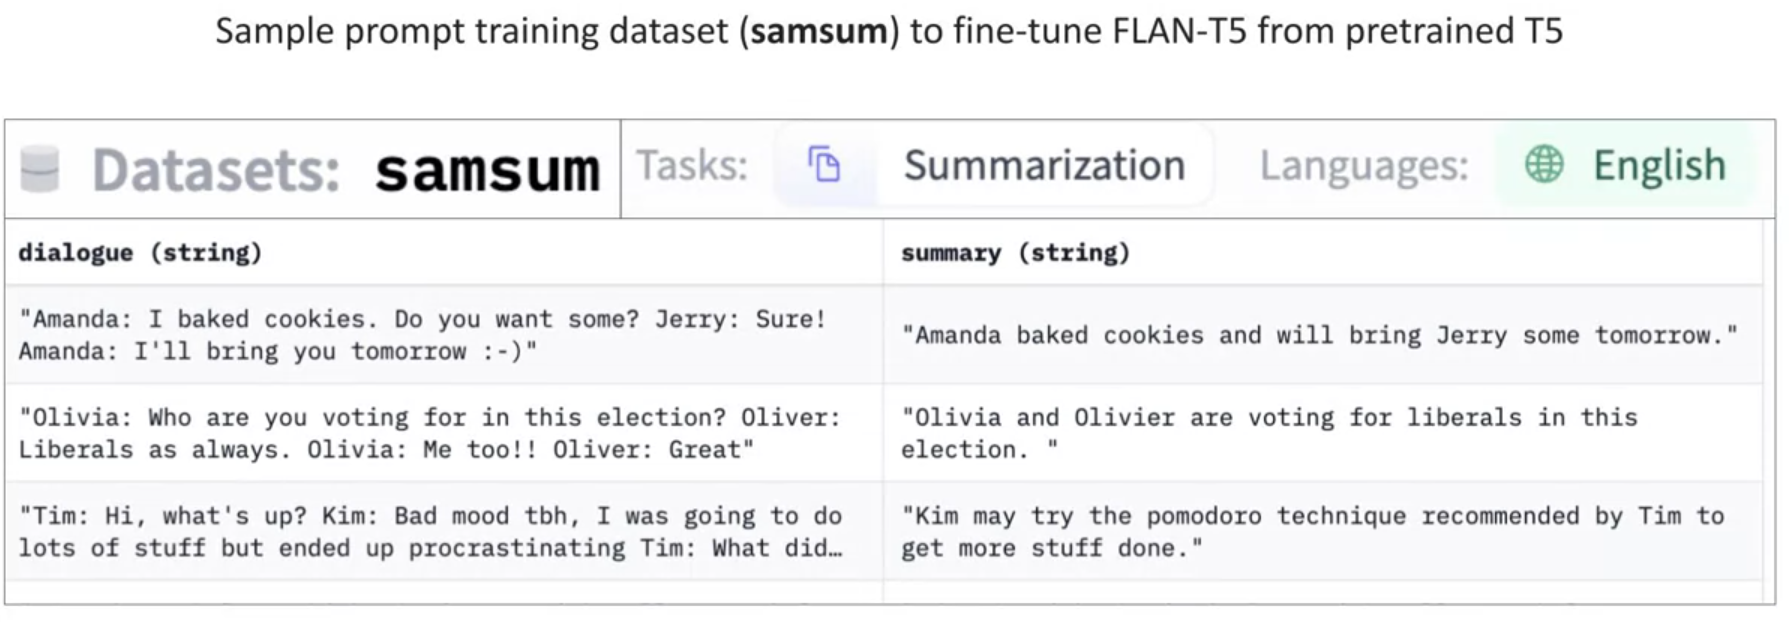 Sample prompt training dataset (samsum) to fine-tune FLAN-T5 from pretrained T5
Datasets: samsum
Tasks: Summarization
Languages: English
dialogue (string)
summary (string)
"Amanda: I baked cookies. Do you want some? Jerry: Sure!
Amanda: I'll bring you tomorrow :-)"
"Amanda baked cookies and will bring Jerry some tomorrow."
"Olivia: Who are you voting for in this election? Oliver:
Liberals as always. Olivia: Me too!! Oliver: Great"
"Olivia and Olivier are voting for liberals in this
election. "
"Tim: Hi, what's up? Kim: Bad mood tbh, I was going to do
lots of stuff but ended up procrastinating Tim: What did…
"Kim may try the pomodoro technique recommended by Tim to
get more stuff done."